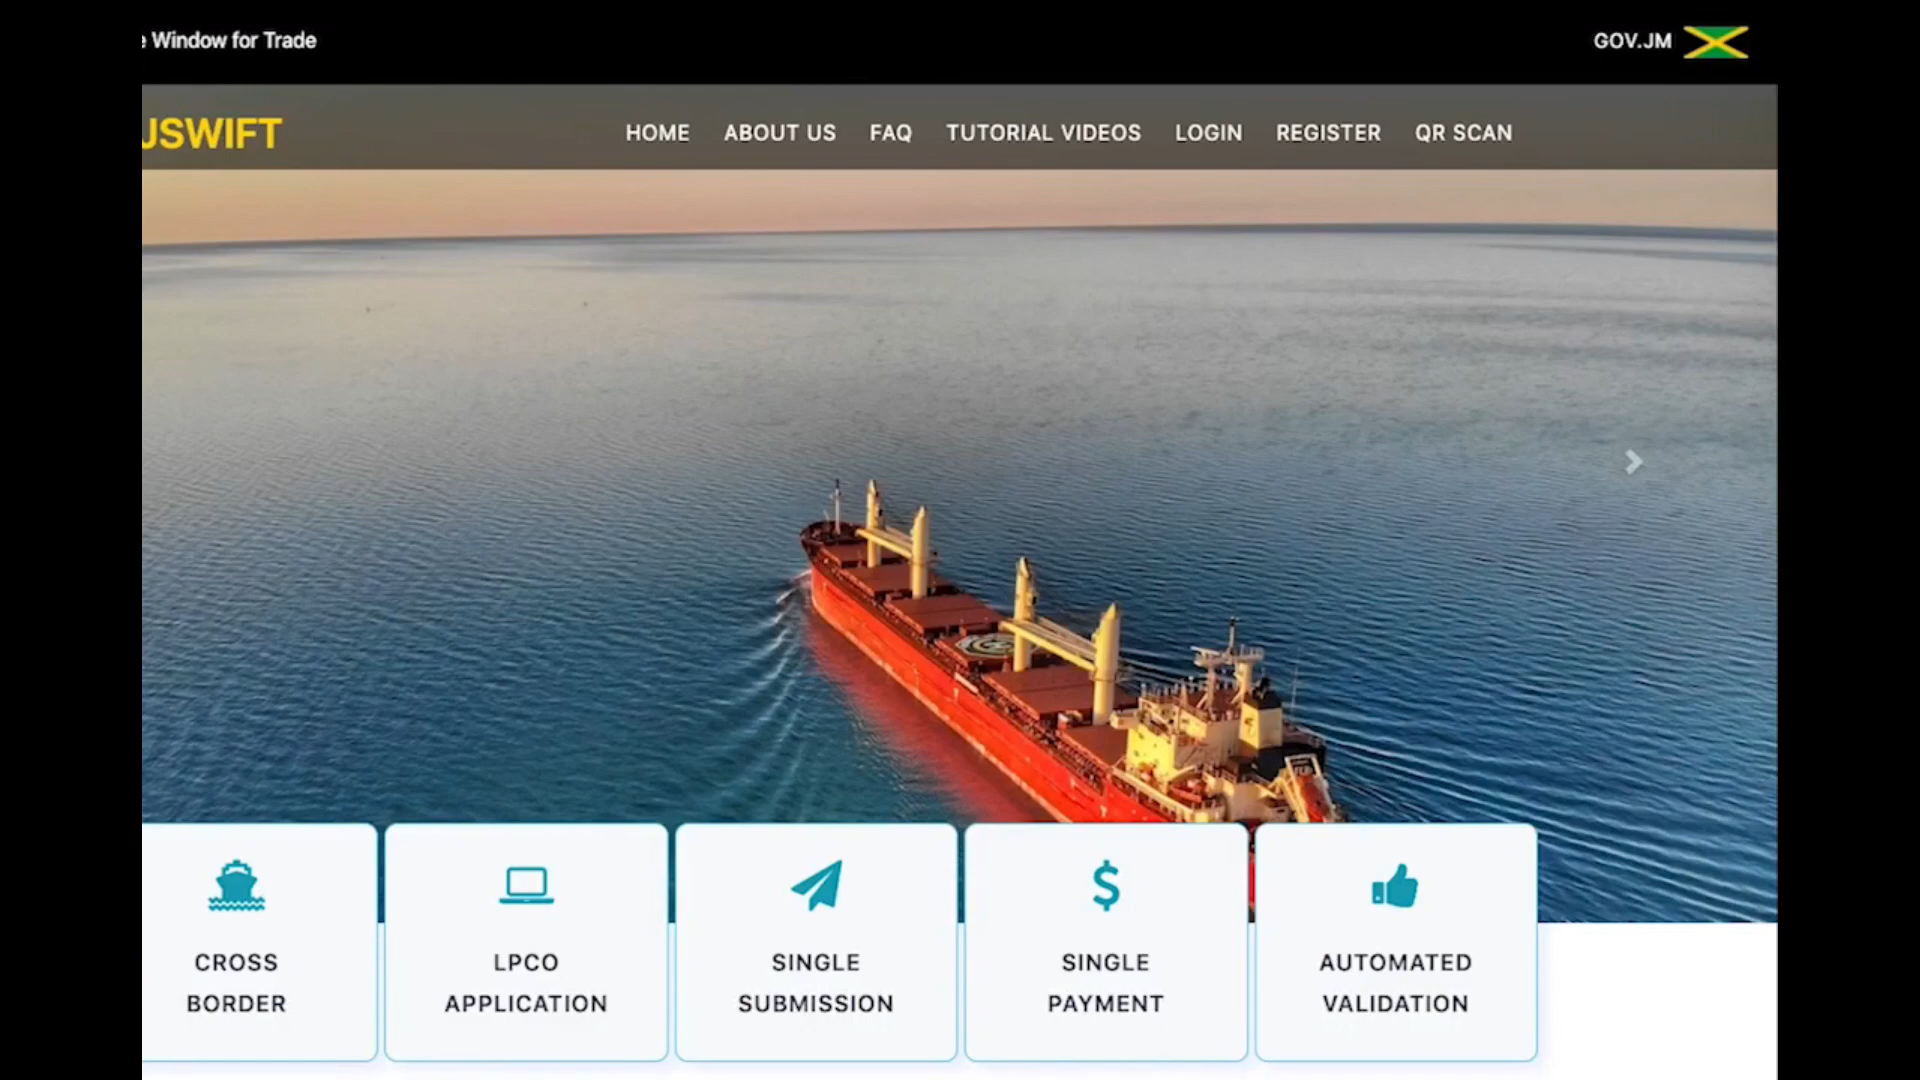 Window for Trade
GOV.JM
JSWIFT
HOME ABOUT US FAQ TUTORIAL VIDEOS LOGIN REGISTER QR SCAN
CROSS
BORDER
LPCO
APPLICATION
SINGLE
SUBMISSION
SINGLE
PAYMENT
AUTOMATED
VALIDATION